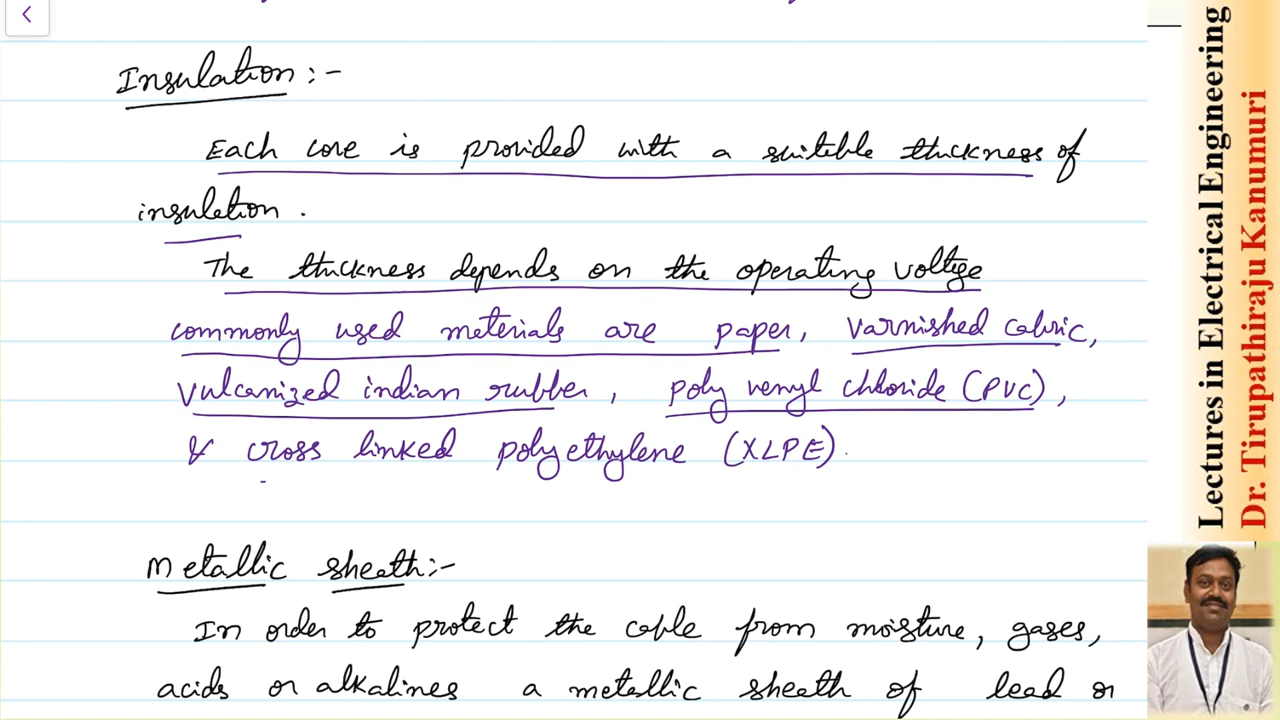 Insulation :-
Each core is provided with a suitible thickness of
insulation .
The thickness depends on the operating voltage
commonly used materials are paper, varnished cabric,
vulcanized indian rubber, poly venyl chloride (PVC),
& cross linked polyethylene (XLPE).
Metallic sheath:-
In order to protect the cable from moisture, gases,
acids or alkalines a metallic sheath of lead or
Lectures in Electrical Engineering
Dr. Tirupathiraju Kanumuri